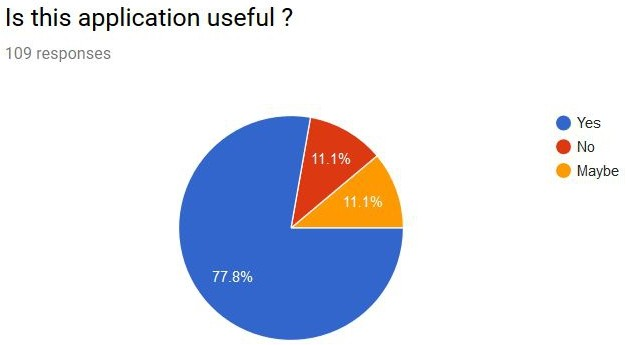 Is this application useful ?
109 responses
Yes
No
Maybe
11.1%
11.1%
77.8%